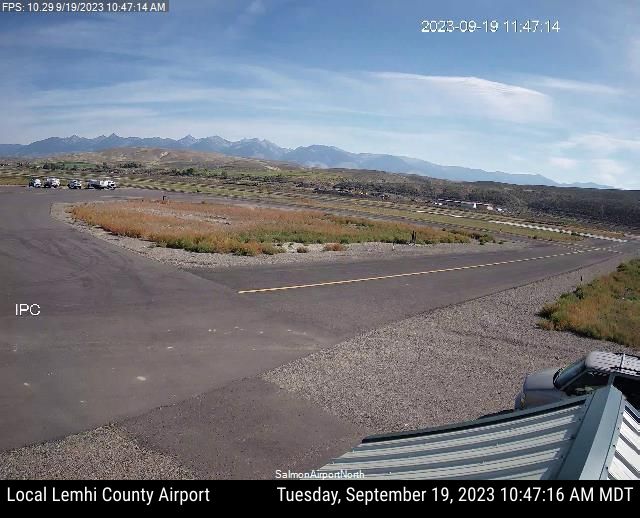 FPS: 10.29 9/19/2023 10:47:14 AM
2023-09-19 11:47:14
IPC
SalmonAirportNorth
Local Lemhi County Airport
Tuesday, September 19, 2023 10:47:16 AM MDT